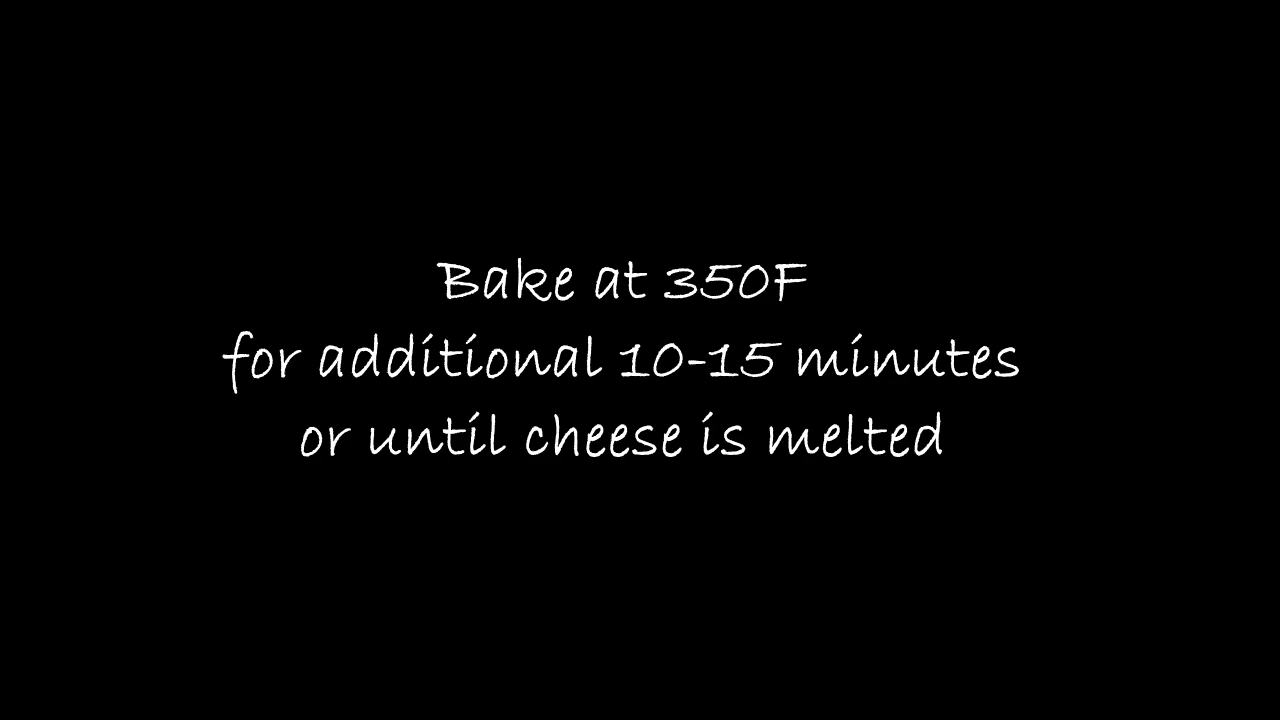 Bake at 350F
for additional 10-15 minutes
or until cheese is melted